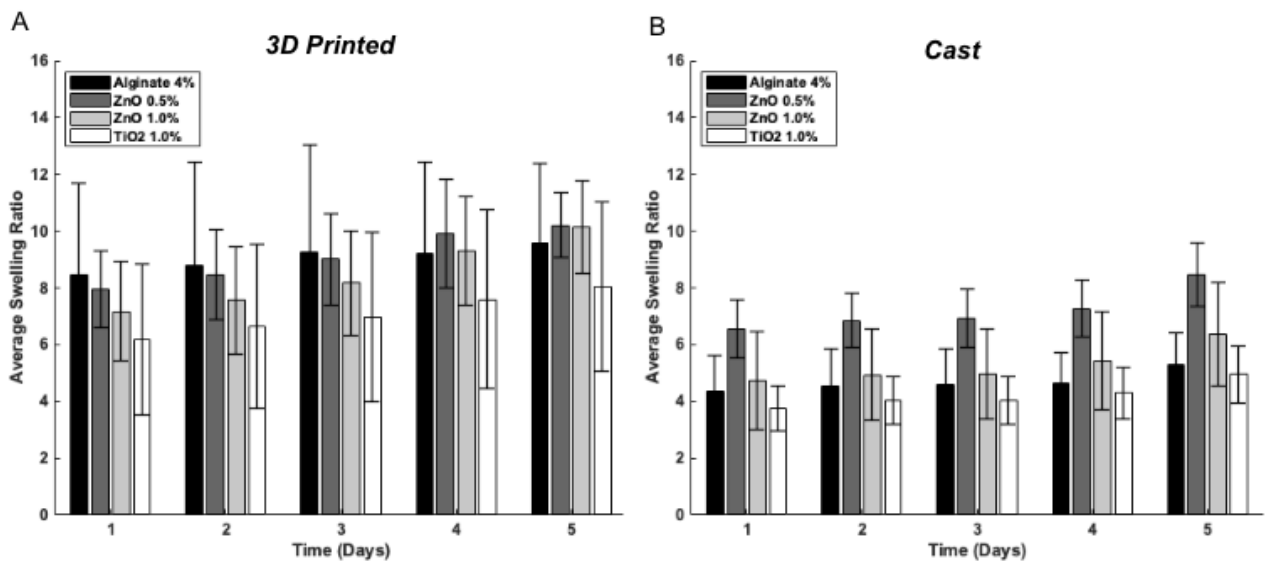 A
3D Printed
16
14
12
10
8
6
4
2
0
Average Swelling Ratio
Alginate 4%
ZnO 0.5%
ZnO 1.0%
TiO2 1.0%
1 2 3 4 5
Time (Days)
B
Cast
16
14
12
10
8
6
4
2
0
Average Swelling Ratio
Alginate 4%
ZnO 0.5%
ZnO 1.0%
TiO2 1.0%
1 2 3 4 5
Time (Days)